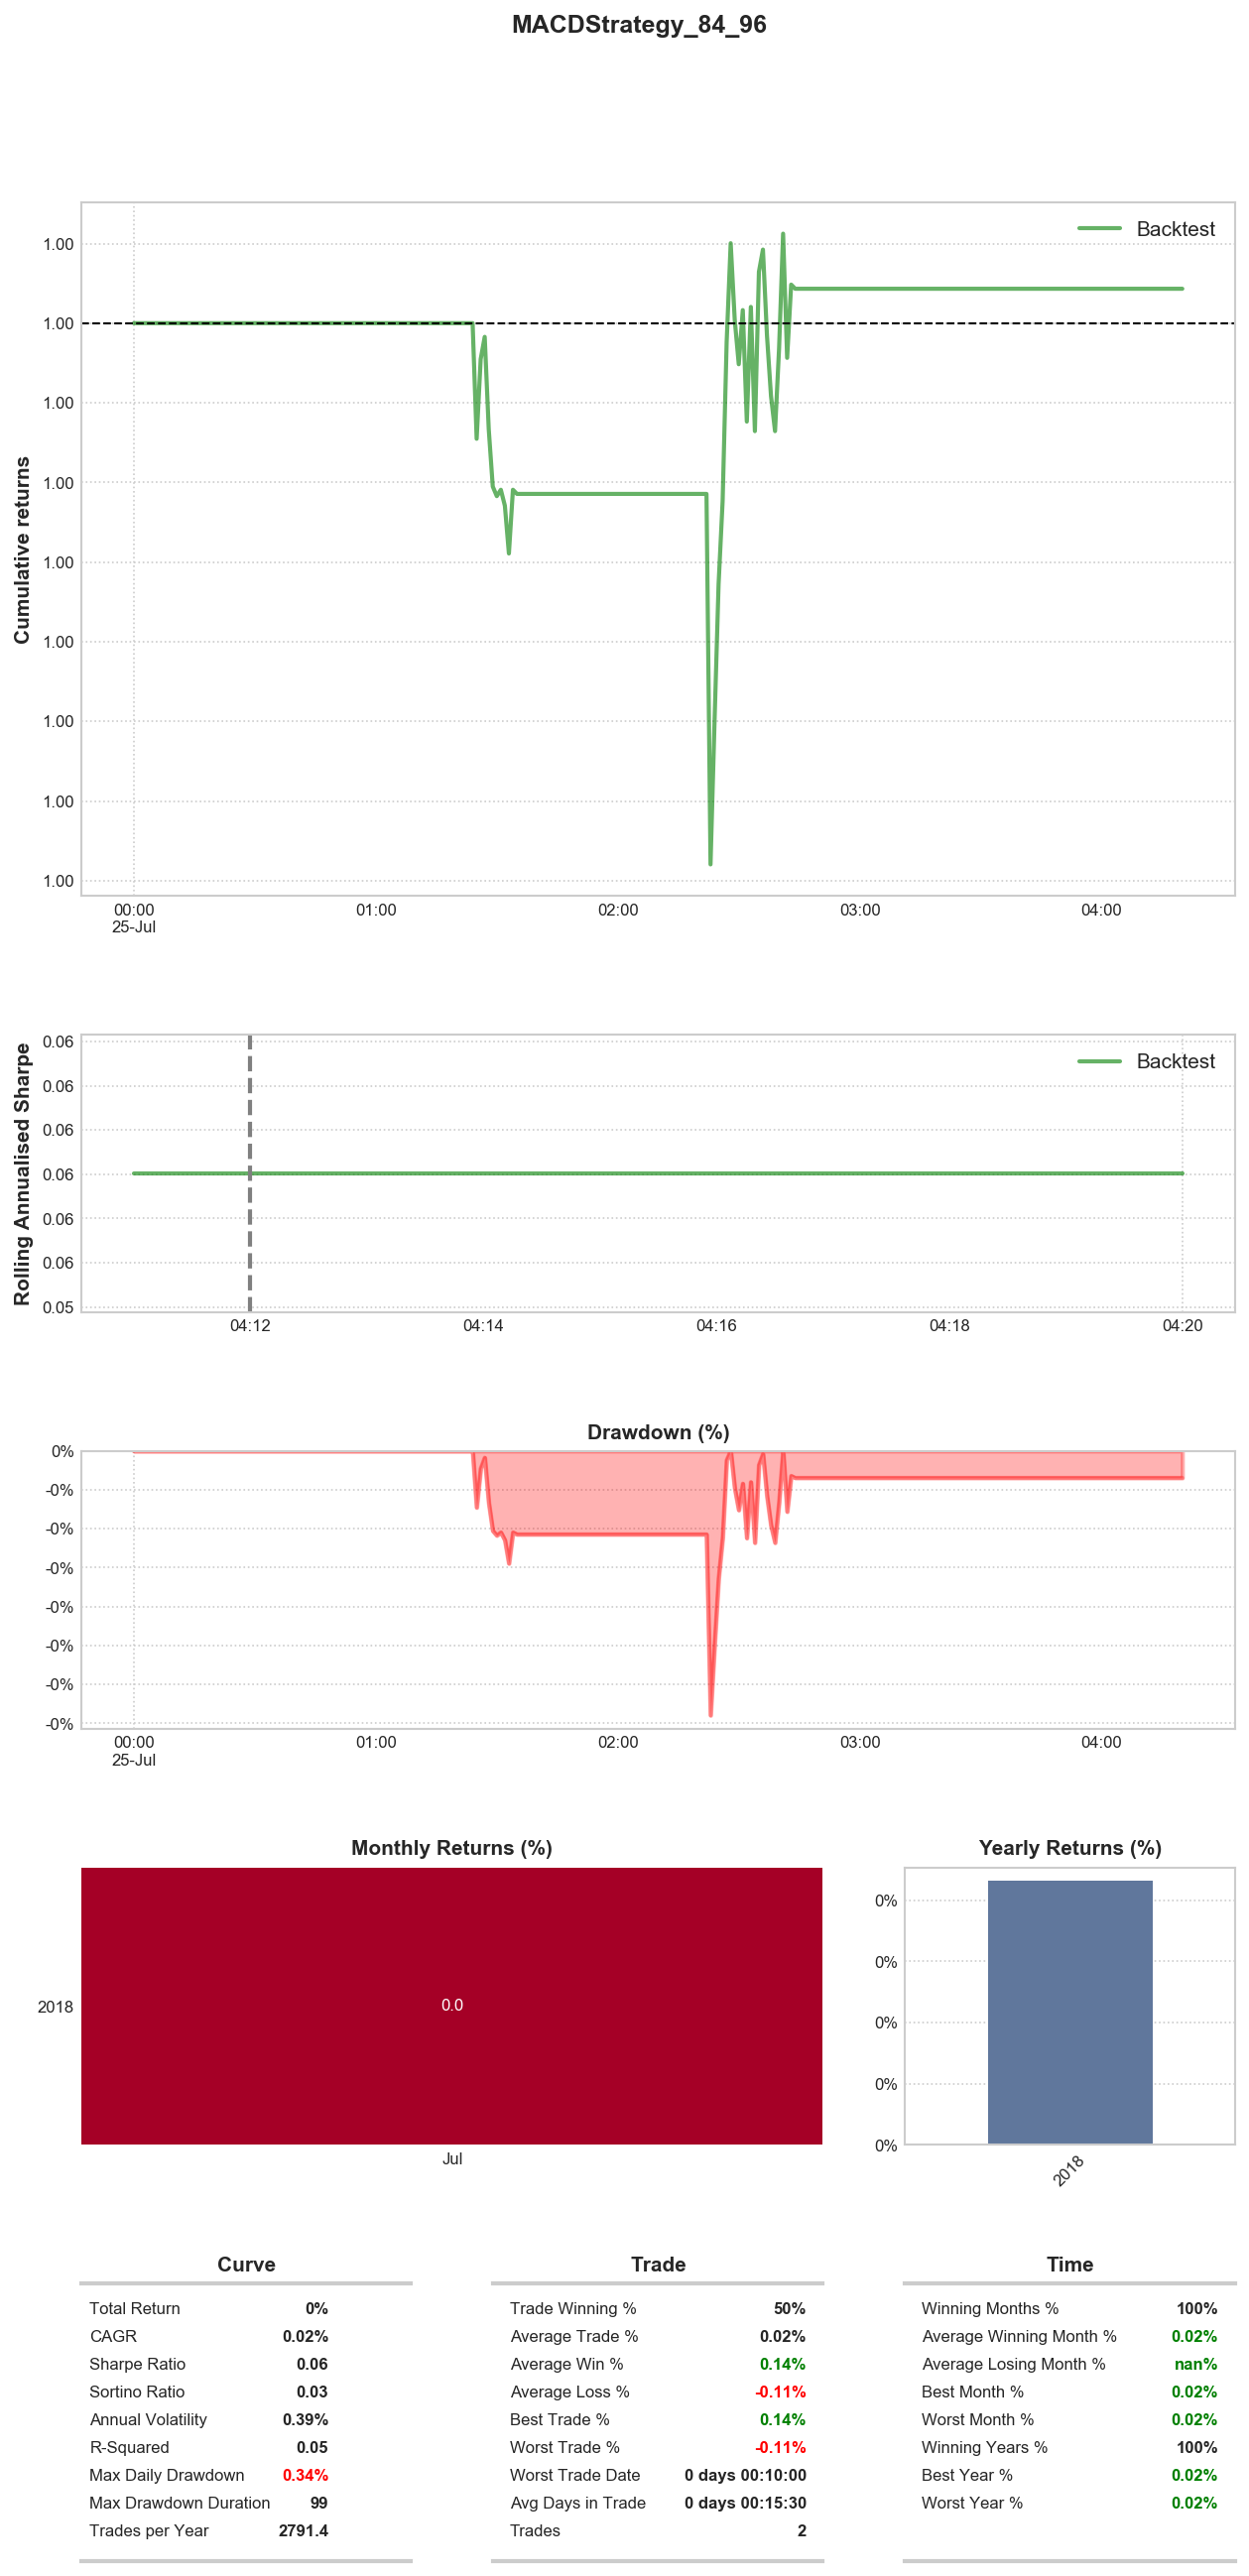 MACDStrategy_84_96
Backtest
Cumulative returns
1.00
1.00
1.00
1.00
1.00
1.00
1.00
1.00
1.00
00:00 01:00 02:00 03:00 04:00
25-Jul
Backtest
Rolling Annualised Sharpe
0.06
0.06
0.06
0.06
0.06
0.06
0.05
04:12 04:14 04:16 04:18 04:20
Drawdown (%)
0%
-0%
-0%
-0%
-0%
-0%
-0%
-0%
00:00 01:00 02:00 03:00 04:00
25-Jul
Monthly Returns (%)
2018
0.0
Jul
Yearly Returns (%)
0%
0%
0%
0%
0%
2018
Curve
Total Return 0%
CAGR 0.02%
Sharpe Ratio 0.06
Sortino Ratio 0.03
Annual Volatility 0.39%
R-Squared 0.05
Max Daily Drawdown 0.34%
Max Drawdown Duration 99
Trades per Year 2791.4
Trade
Trade Winning % 50%
Average Trade % 0.02%
Average Win % 0.14%
Average Loss % -0.11%
Best Trade % 0.14%
Worst Trade % -0.11%
Worst Trade Date 0 days 00:10:00
Avg Days in Trade 0 days 00:15:30
Trades 2
Time
Winning Months % 100%
Average Winning Month % 0.02%
Average Losing Month % nan%
Best Month % 0.02%
Worst Month % 0.02%
Winning Years % 100%
Best Year % 0.02%
Worst Year % 0.02%